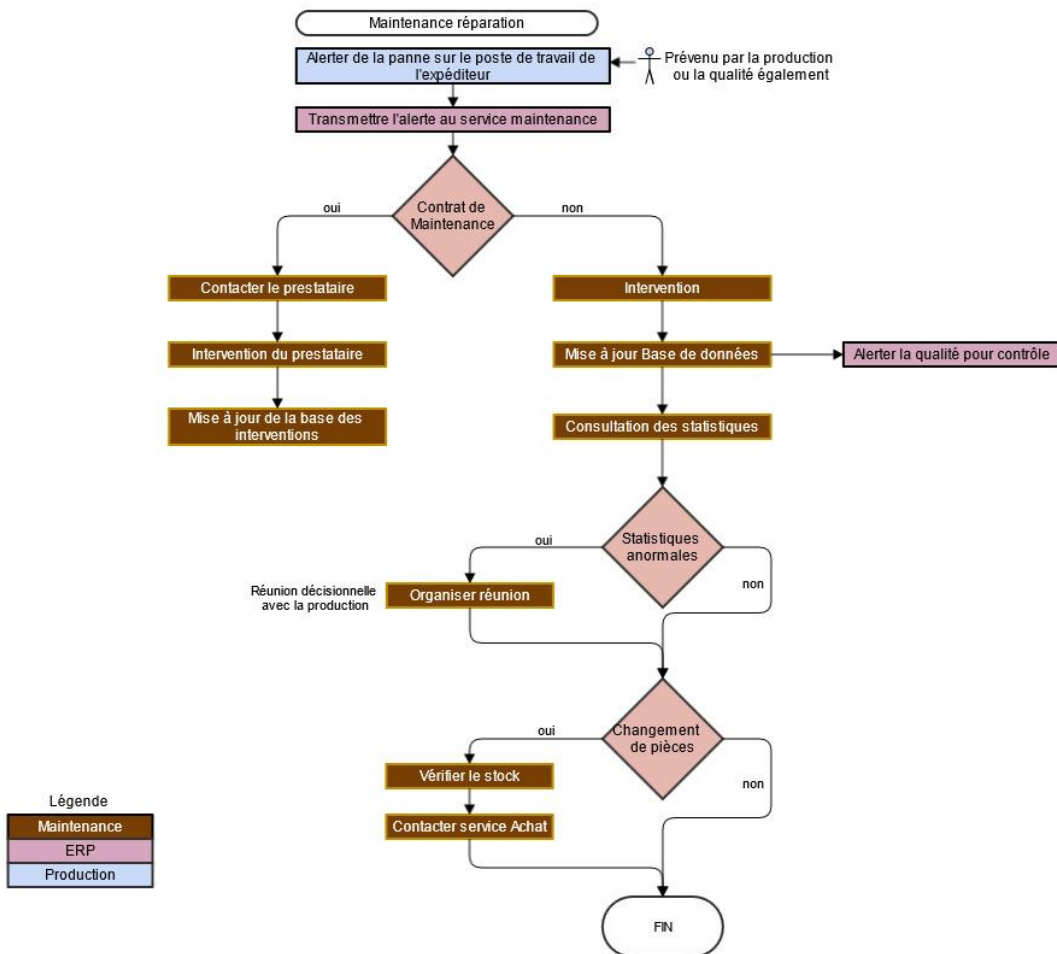 Maintenance réparation
Alerter de la panne sur le poste de travail de
l'expéditeur
Prévenu par la production
ou la qualité également
Transmettre l'alerte au service maintenance
Contrat de
Maintenance
oui
non
Contacter le prestataire
Intervention
Intervention du prestataire
Mise à jour Base de données
Alerter la qualité pour contrôle
Mise à jour de la base des
interventions
Consultation des statistiques
Statistiques
anormales
oui
non
Réunion décisionnelle
avec la production
Organiser réunion
Changement
de pièces
oui
non
Vérifier le stock
Contacter service Achat
Légende
Maintenance
ERP
Production
FIN